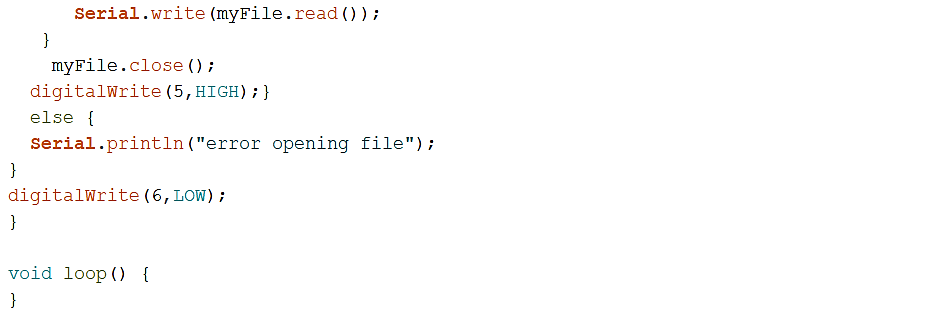 Serial.write(myFile.read());
}
myFile.close();
digitalWrite(5,HIGH);}
else {
Serial.println("error opening file");
}
digitalWrite(6,LOW);
}
void loop() {
}